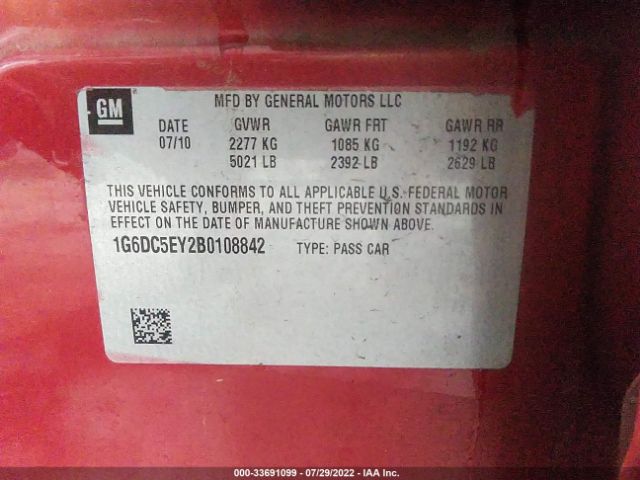 GM
MFD BY GENERAL MOTORS LLC
DATE GVWR GAWR FRT GAWR RR
07/10 2277 KG 1085 KG 1192 KG
5021 LB 2392 LB 2629 LB
THIS VEHICLE CONFORMS TO ALL APPLICABLE U.S. FEDERAL MOTOR
VEHICLE SAFETY, BUMPER, AND THEFT PREVENTION STANDARDS IN
EFFECT ON THE DATE OF MANUFACTURE SHOWN ABOVE.
1G6DC5EY2B0108842 TYPE: PASS CAR
000-33691099 - 07/29/2022 - IAA Inc.